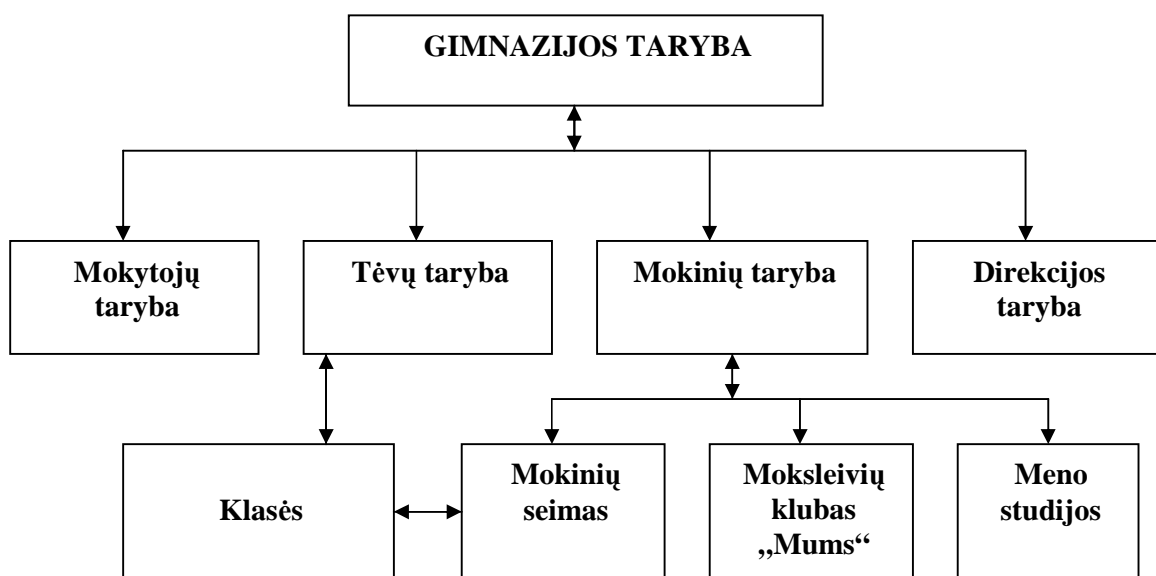 GIMNAZIJOS TARYBA
Mokytojų
taryba
Tėvų taryba
Mokinių taryba
Direkcijos
taryba
Klasės
Mokinių
seimas
Moksleivių
klubas
„Mums“
Meno
studijos